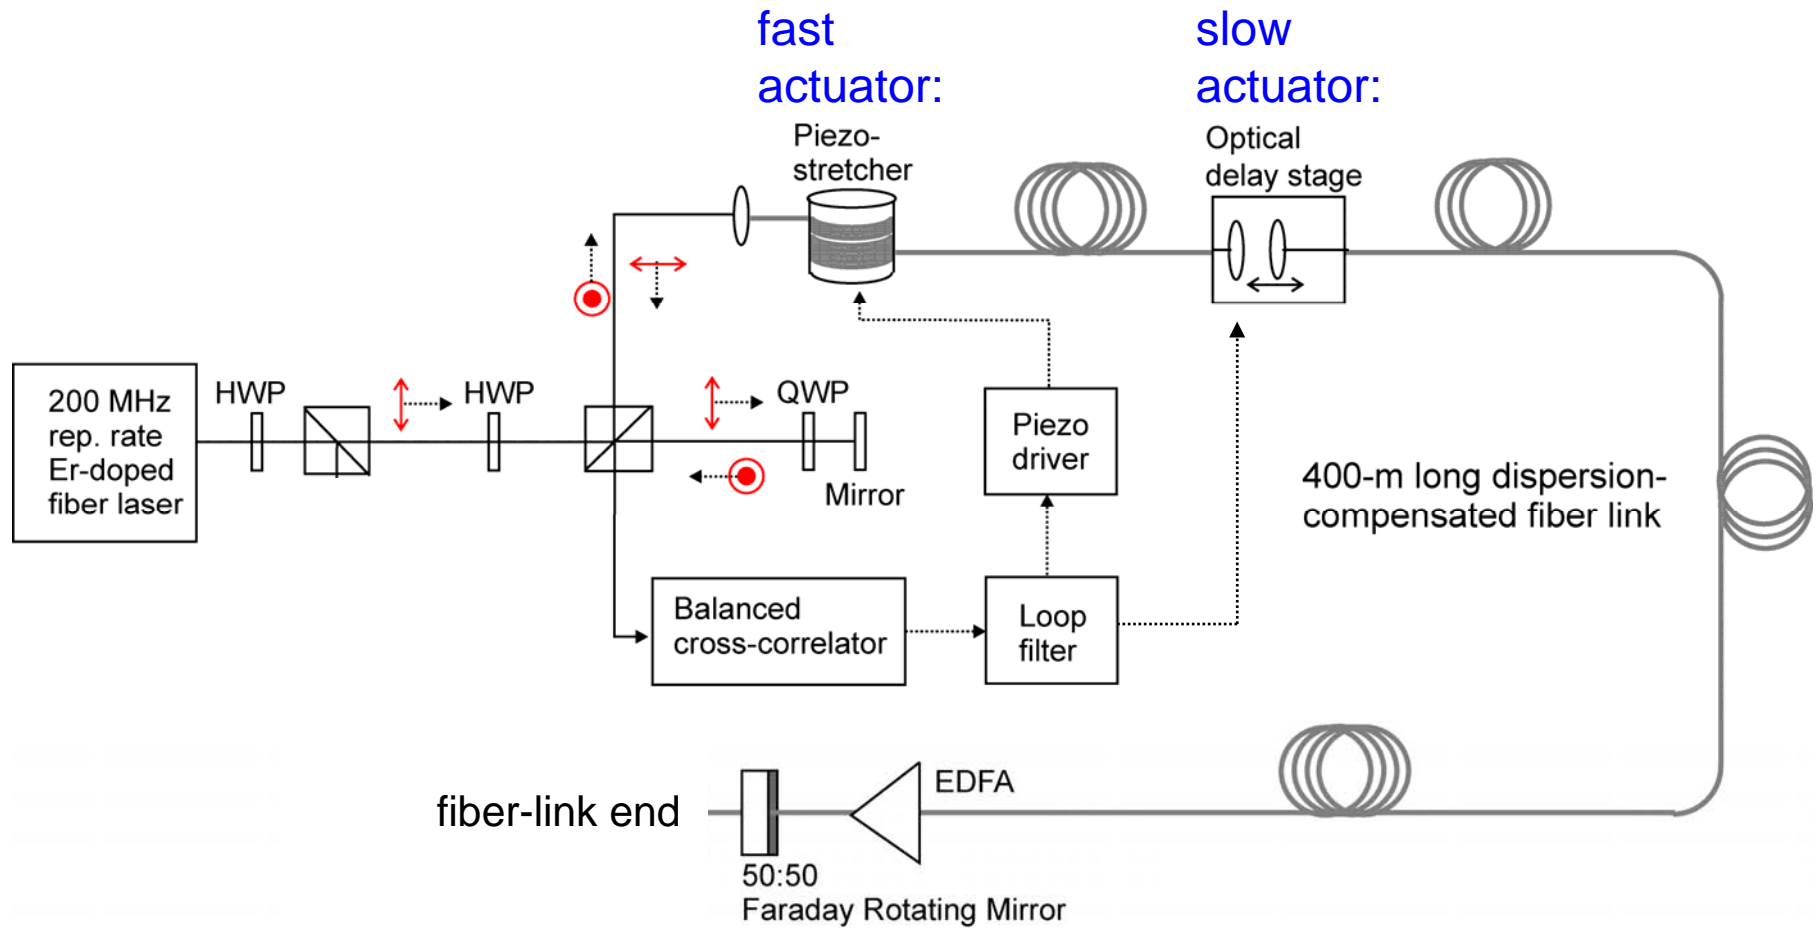 fast
actuator:
slow
actuator:
Piezo-
stretcher
Optical
delay stage
200 MHz
rep. rate
Er-doped
fiber laser
HWP
HWP
QWP
Mirror
Piezo
driver
400-m long dispersion-
compensated fiber link
Balanced
cross-correlator
Loop
filter
fiber-link end
EDFA
50:50
Faraday Rotating Mirror